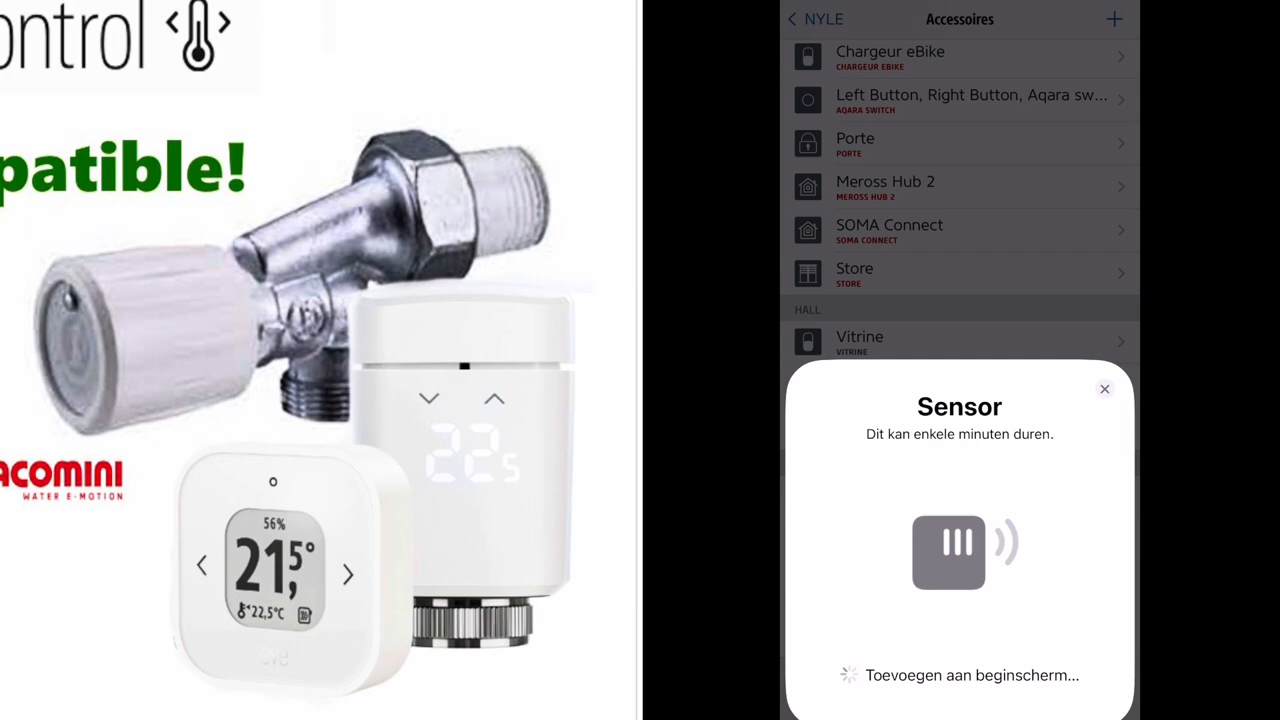 ontrol
patible!
ACOMINI
WATER E-MOTION
22₅
56%
21,5°
22,5°C
eve
NYLE
Accessoires
Chargeur eBike
CHARGEUR EBIKE
Left Button, Right Button, Aqara sw...
AQARA SWITCH
Porte
PORTE
Meross Hub 2
MEROSS HUB 2
SOMA Connect
SOMA CONNECT
Store
STORE
HALL
Vitrine
VITRINE
Sensor
Dit kan enkele minuten duren.
Toevoegen aan beginscherm...